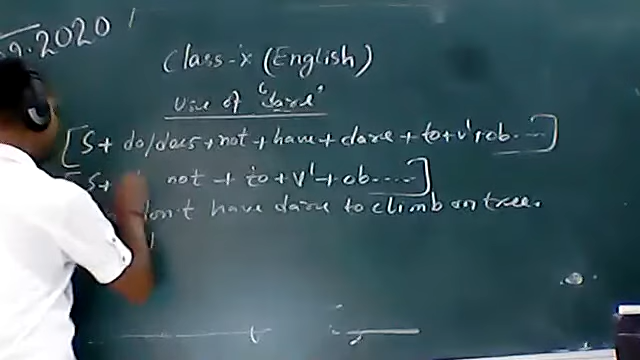 9.2020
Class-x (English)
Use of "dare"
[S+ do/does+not+have+dare+to+v¹+ob.....]
[S+ not + to+v¹+ob.....]
don't have dare to climb on tree.